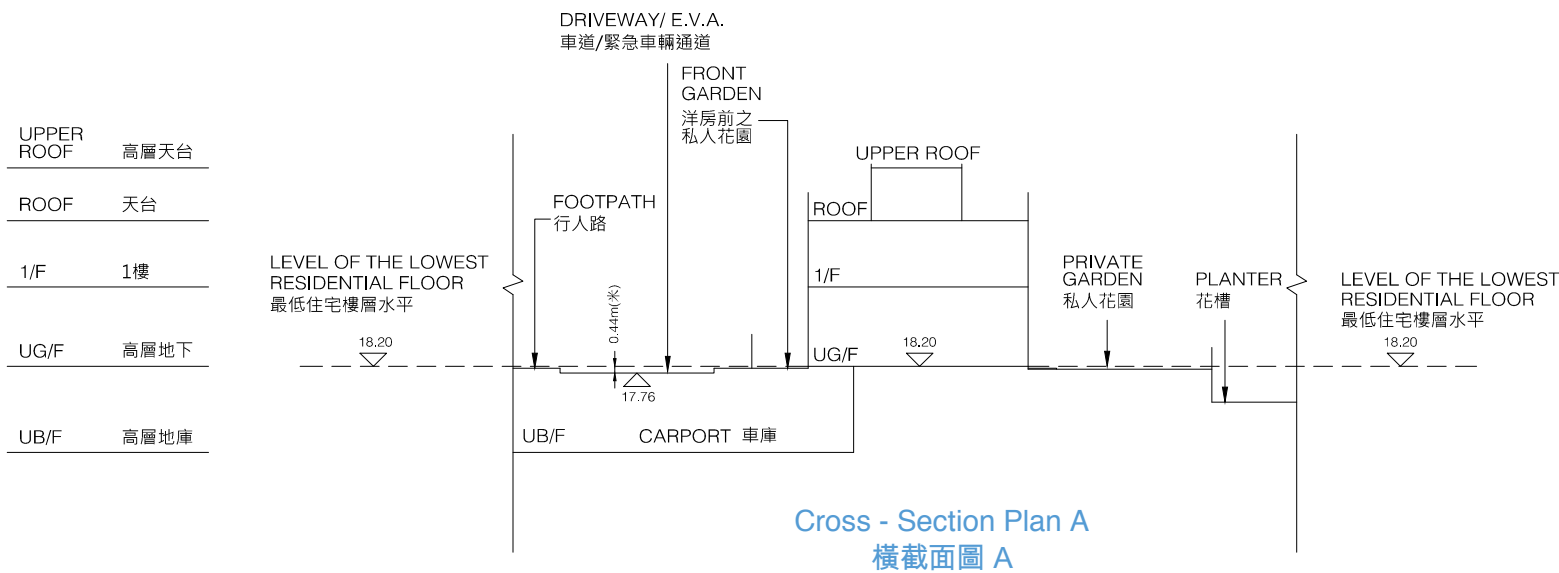 DRIVEWAY/ E.V.A.
車道/緊急車輛通道
FRONT
GARDEN
洋房前之
私人花園
UPPER
ROOF 高層天台
UPPER ROOF
ROOF 天台
FOOTPATH
行人路
ROOF
1/F 1樓
LEVEL OF THE LOWEST
RESIDENTIAL FLOOR
最低住宅樓層水平
0.44m(米)
1/F
PRIVATE
GARDEN
私人花園
PLANTER
花槽
LEVEL OF THE LOWEST
RESIDENTIAL FLOOR
最低住宅樓層水平
UG/F 高層地下
18.20
UG/F
18.20
18.20
17.76
UB/F 高層地庫
UB/F CARPORT 車庫
Cross - Section Plan A
橫截面圖 A